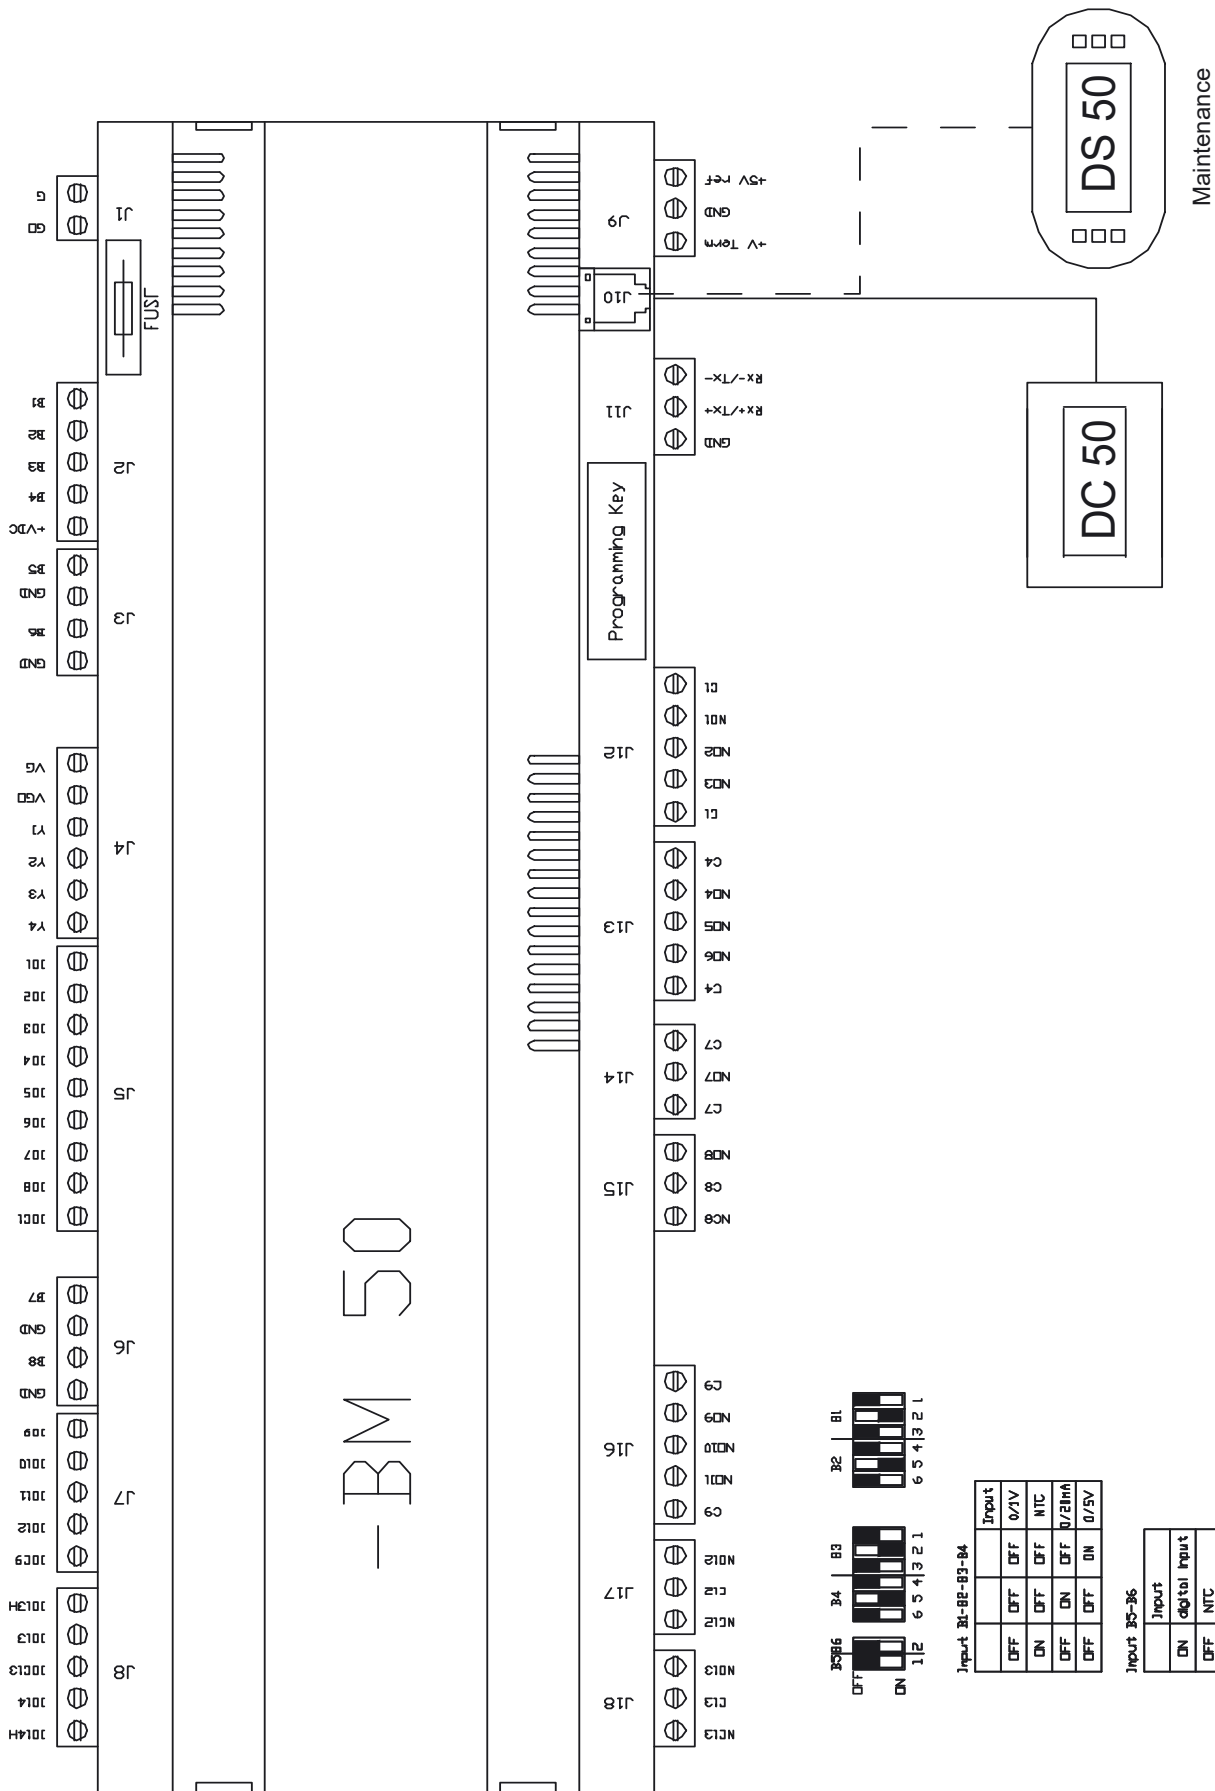 G
G0
J1
FUSE
B1
B2
B3
B4
+VDC
J2
B5
GND
B6
GND
J3
VG
VG0
Y1
Y2
Y3
Y4
J4
ID1
ID2
ID3
ID4
ID5
ID6
ID7
ID8
IDC1
J5
B7
GND
B8
GND
J6
ID9
ID10
ID11
ID12
IDC9
J7
ID13H
ID13
IDC13
ID14
ID14H
J8
BM 50
J9
+5V ref
GND
+V Term
J10
J11
Rx-/Tx-
Rx+/Tx+
GND
Programming Key
J12
C1
NO1
NO2
NO3
C1
J13
C4
NO4
NO5
NO6
C4
J14
C7
NO7
C7
J15
NO8
C8
NC8
J16
C9
NO9
NO10
NO11
C9
J17
NO12
C12
NC12
J18
NO13
C13
NC13
DS 50
Maintenance
DC 50
B5B6
B4
B3
B2
B1
OFF
ON
1 2
6 5 4 3 2 1
6 5 4 3 2 1
Input B1-B2-B3-B4
Input
OFF OFF OFF 0/1V
ON OFF OFF NTC
OFF ON OFF 0/20mA
OFF OFF ON 0/5V
Input B5-B6
Input
ON digital input
OFF NTC